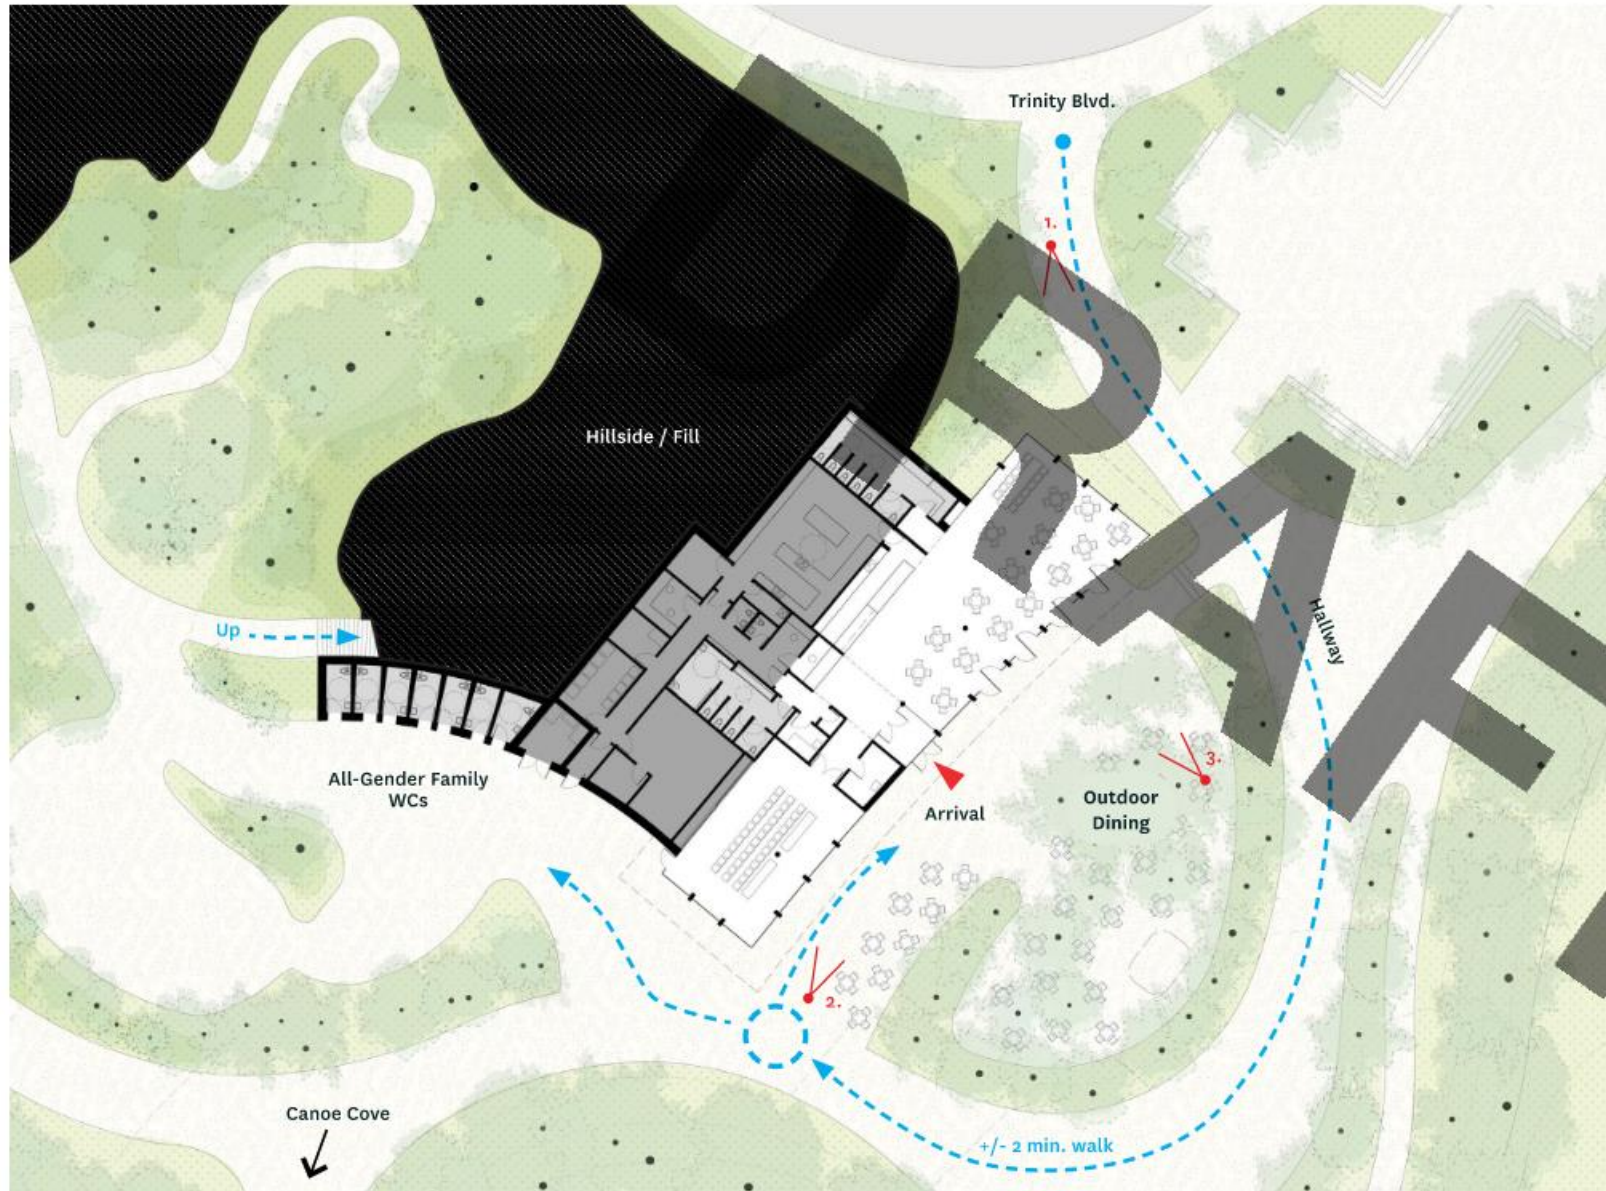 Trinity Blvd.
1.
Hillside / Fill
Hallway
Up
All-Gender Family
WCs
Arrival
3.
Outdoor
Dining
2.
Canoe Cove
+/- 2 min. walk
DRAFT